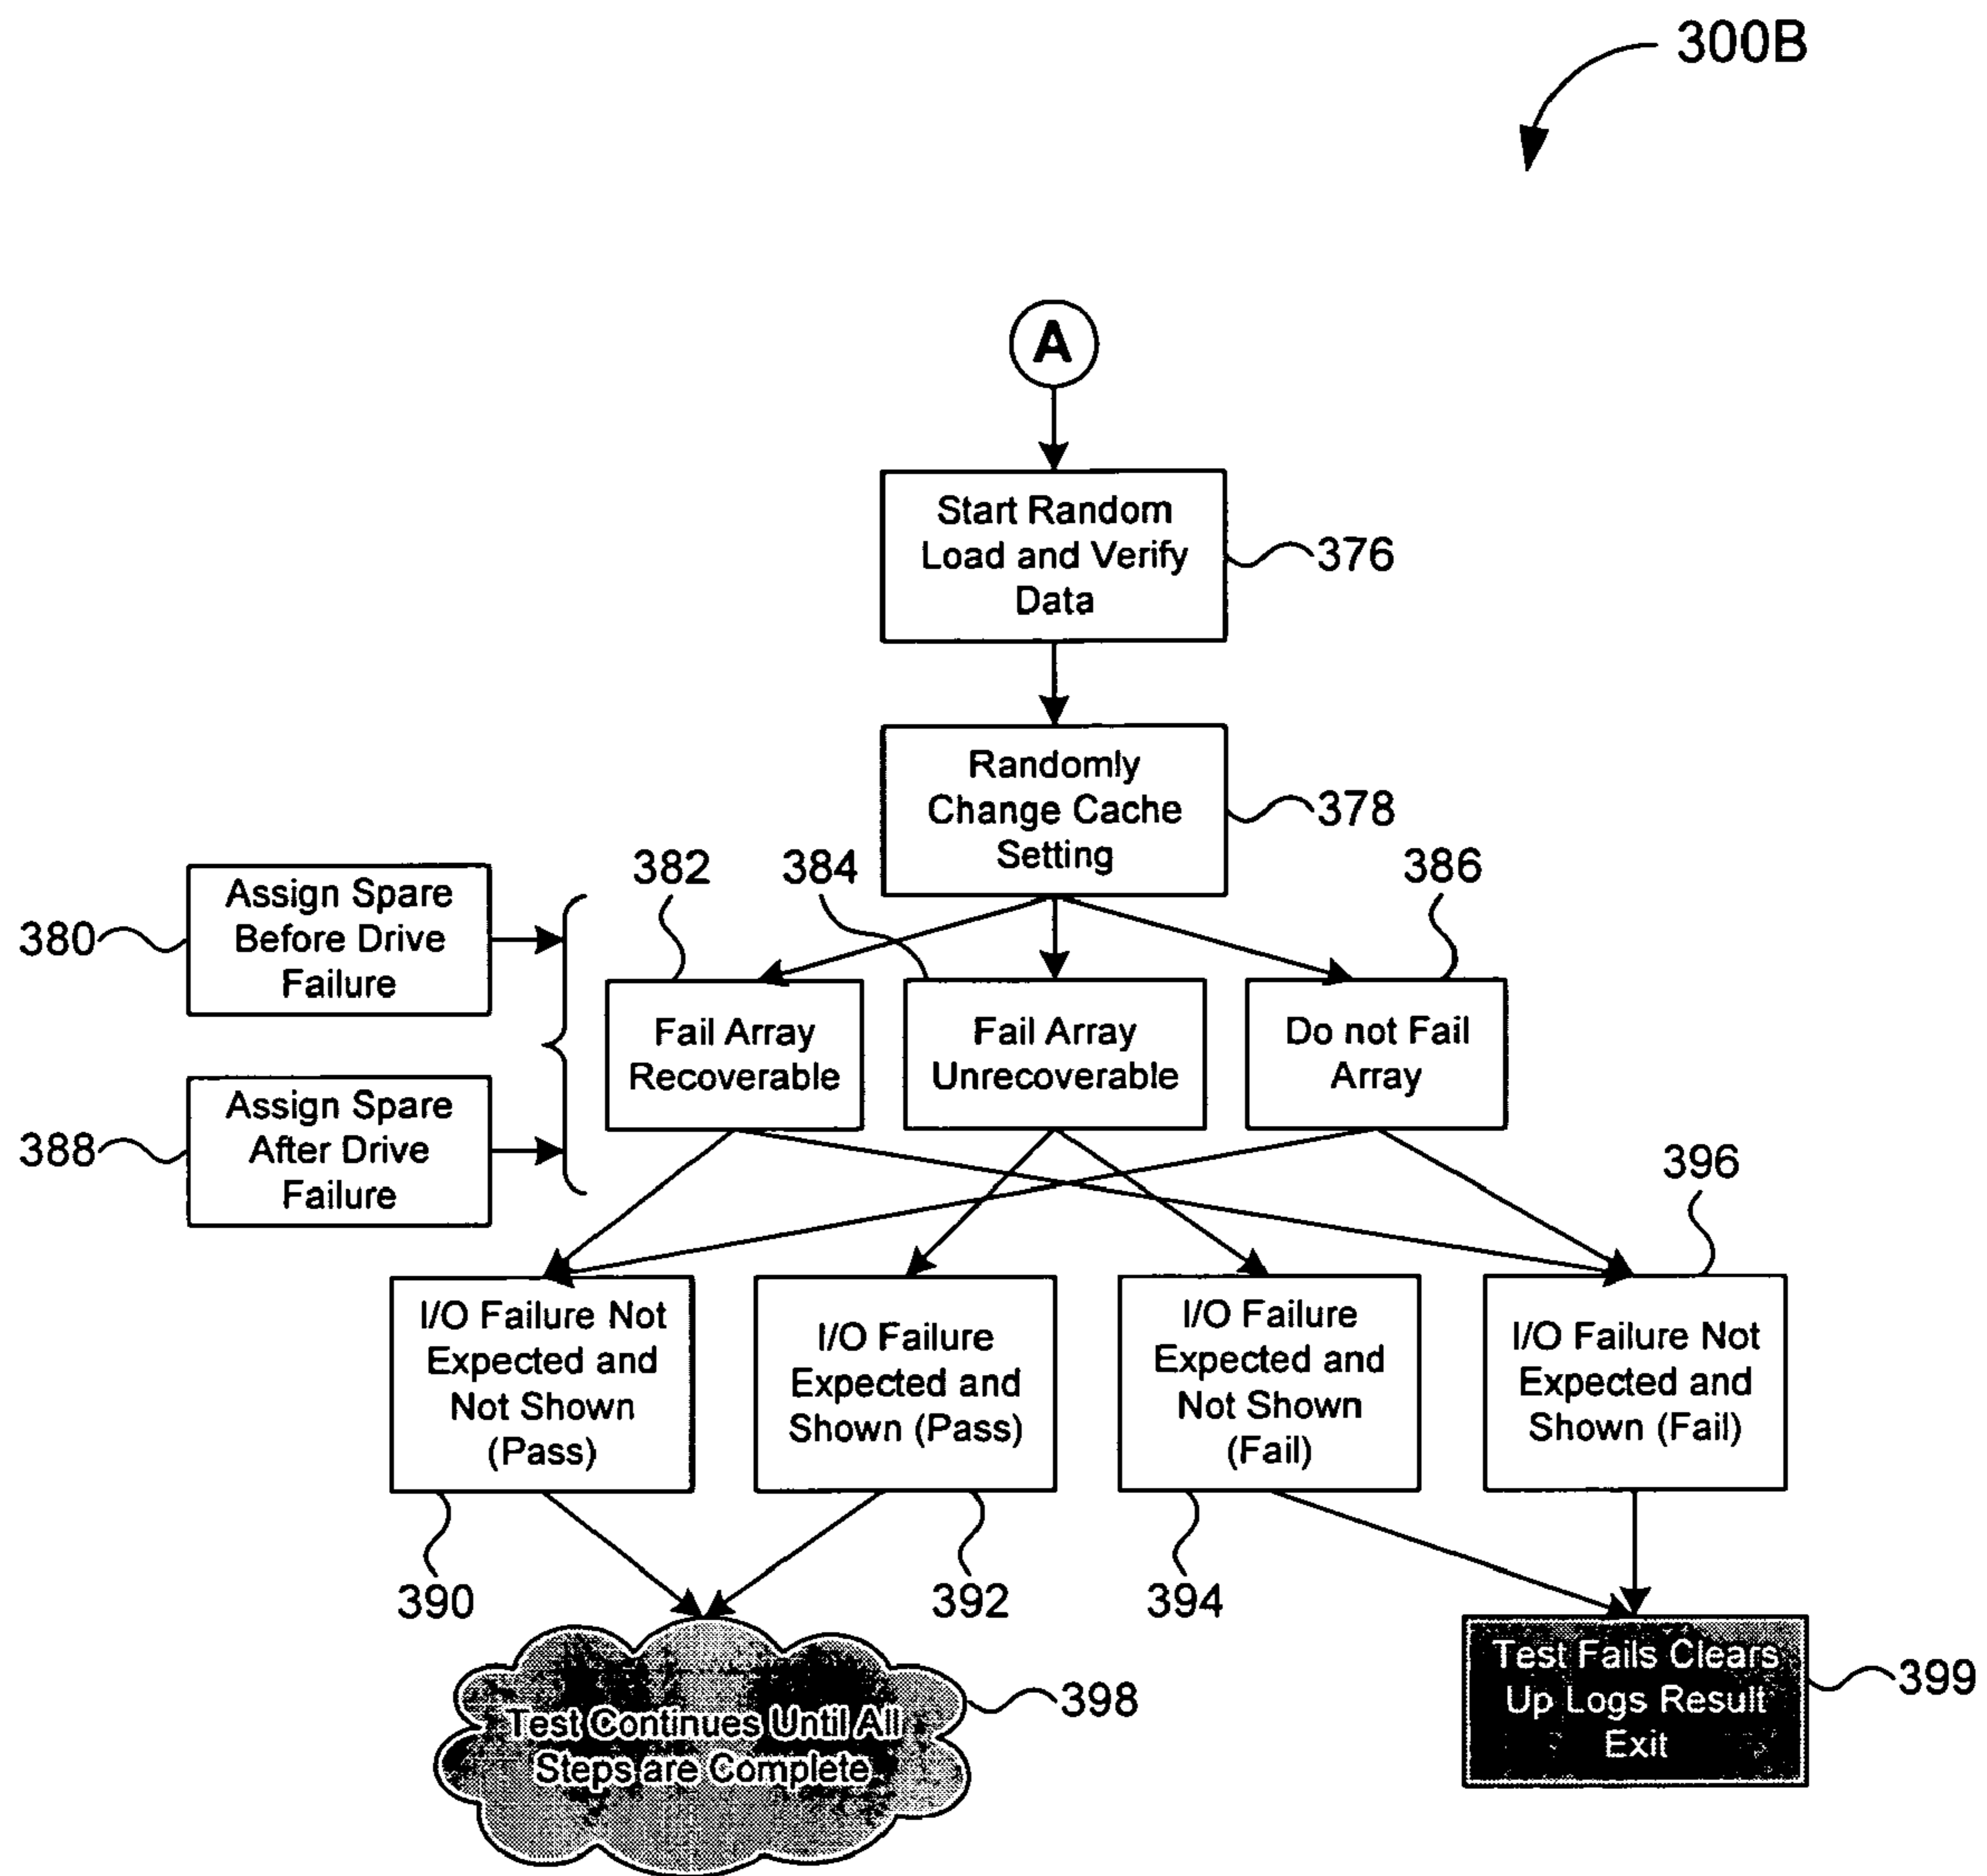 300B
A
Start Random
Load and Verify
Data
376
Randomly
Change Cache
Setting
378
380
Assign Spare
Before Drive
Failure
382
384
386
Fail Array
Recoverable
Fail Array
Unrecoverable
Do not Fail
Array
388
Assign Spare
After Drive
Failure
396
I/O Failure Not
Expected and
Not Shown
(Pass)
I/O Failure
Expected and
Shown (Pass)
I/O Failure
Expected and
Not Shown
(Fail)
I/O Failure Not
Expected and
Shown (Fail)
390
392
394
Test Continues Until All
Steps are Complete
398
Test Fails Clears
Up Logs Result
Exit
399